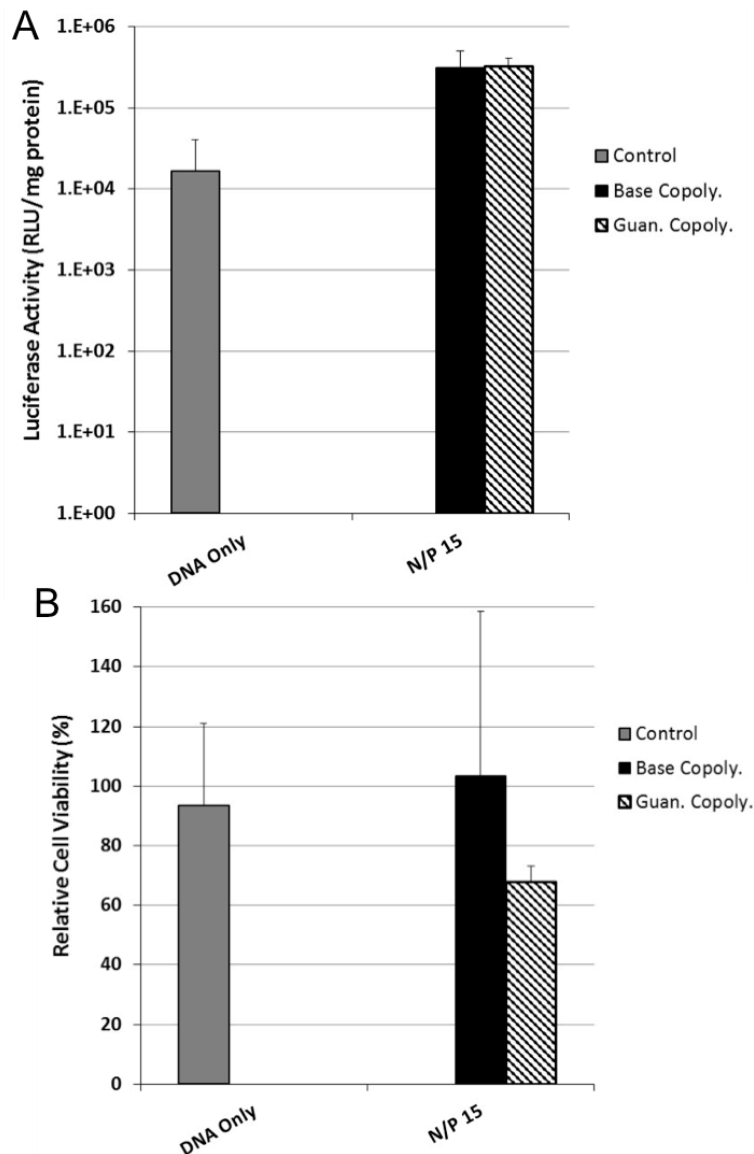 A
Luciferase Activity (RLU/mg protein)
1.E+06
1.E+05
1.E+04
1.E+03
1.E+02
1.E+01
1.E+00
DNA Only
N/P 15
Control
Base Copoly.
Guan. Copoly.
B
Relative Cell Viability (%)
160
140
120
100
80
60
40
20
0
DNA Only
N/P 15
Control
Base Copoly.
Guan. Copoly.